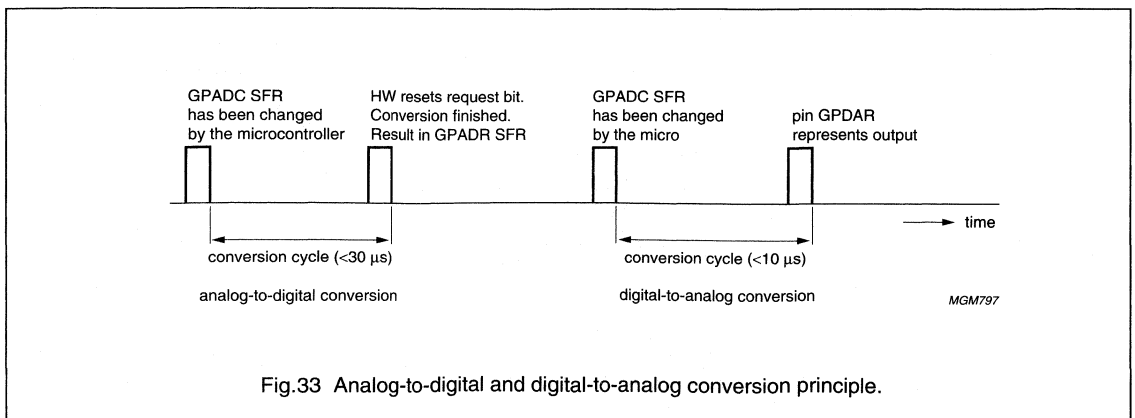 GPADC SFR
has been changed
by the microcontroller
HW resets request bit.
Conversion finished.
Result in GPADR SFR
GPADC SFR
has been changed
by the micro
pin GPDAR
represents output
time
conversion cycle (<30 μs)
conversion cycle (<10 μs)
analog-to-digital conversion
digital-to-analog conversion
MGM797
Fig.33 Analog-to-digital and digital-to-analog conversion principle.